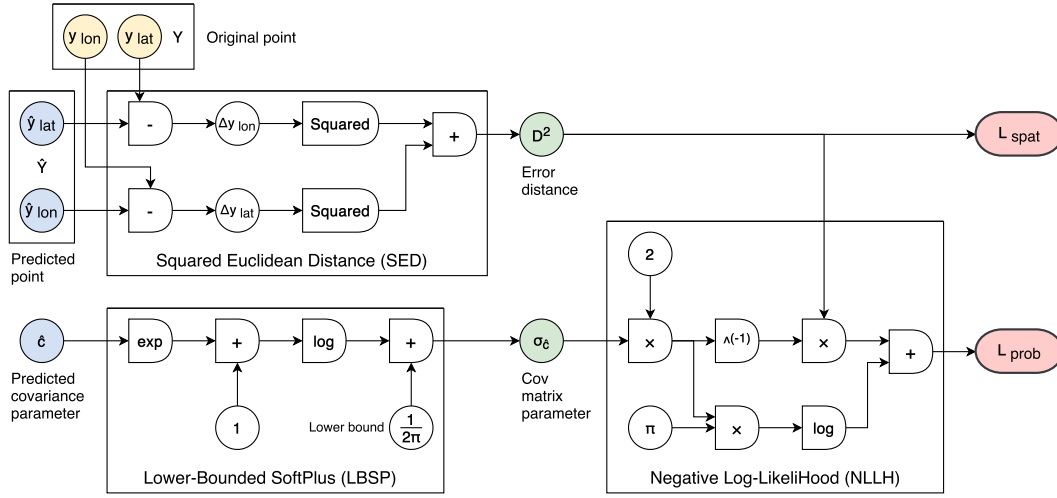 y lon
y lat
Y
Original point
ŷ lat
Ŷ
ŷ lon
Predicted
point
-
Δy lon
Squared
+
-
Δy lat
Squared
Squared Euclidean Distance (SED)
D²
Error
distance
L spat
ĉ
Predicted
covariance
parameter
exp
+
log
+
1
Lower bound
1
2π
Lower-Bounded SoftPlus (LBSP)
σĉ
Cov
matrix
parameter
2
×
^(-1)
×
+
π
×
log
Negative Log-LikeliHood (NLLH)
L prob